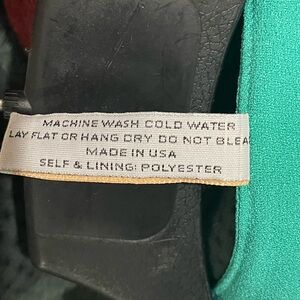 MACHINE WASH COLD WATER
LAY FLAT OR HANG DRY DO NOT BLEA
MADE IN USA
SELF & LINING: POLYESTER